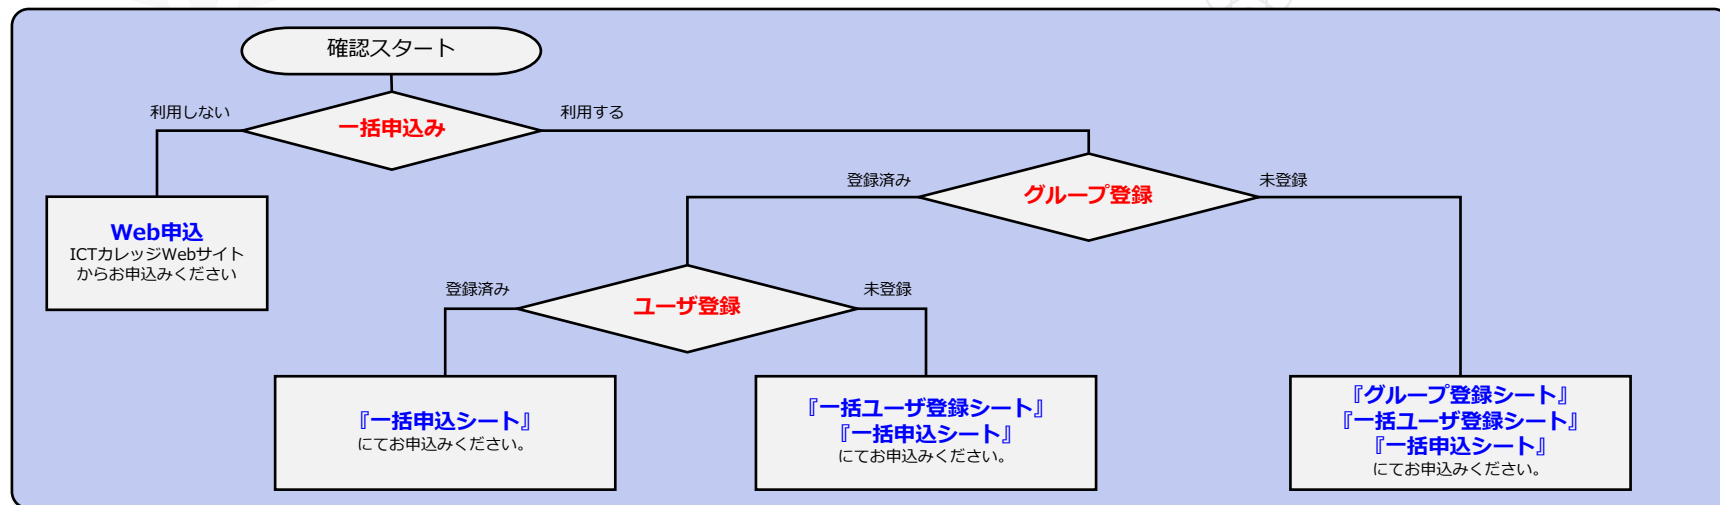 確認スタート
利用しない
一括申込み
利用する
登録済み
グループ登録
未登録
Web申込
ICTカレッジWebサイト
からお申込みください
登録済み
ユーザ登録
未登録
『一括申込シート』
にてお申込みください。
『一括ユーザ登録シート』
『一括申込シート』
にてお申込みください。
『グループ登録シート』
『一括ユーザ登録シート』
『一括申込シート』
にてお申込みください。